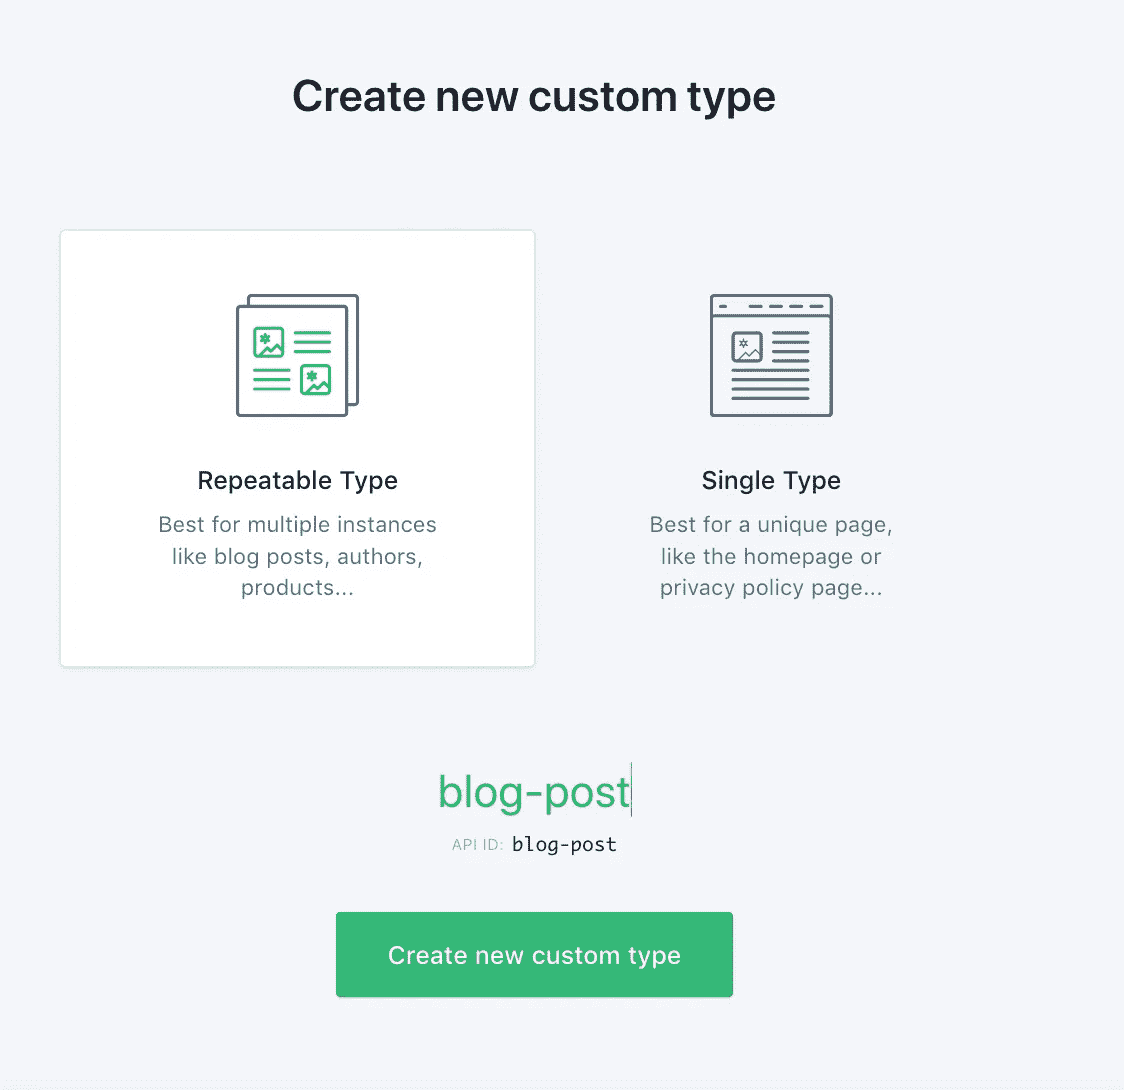 Create new custom type
Repeatable Type
Best for multiple instances
like blog posts, authors,
products...
Single Type
Best for a unique page,
like the homepage or
privacy policy page...
blog-post
API ID: blog-post
Create new custom type